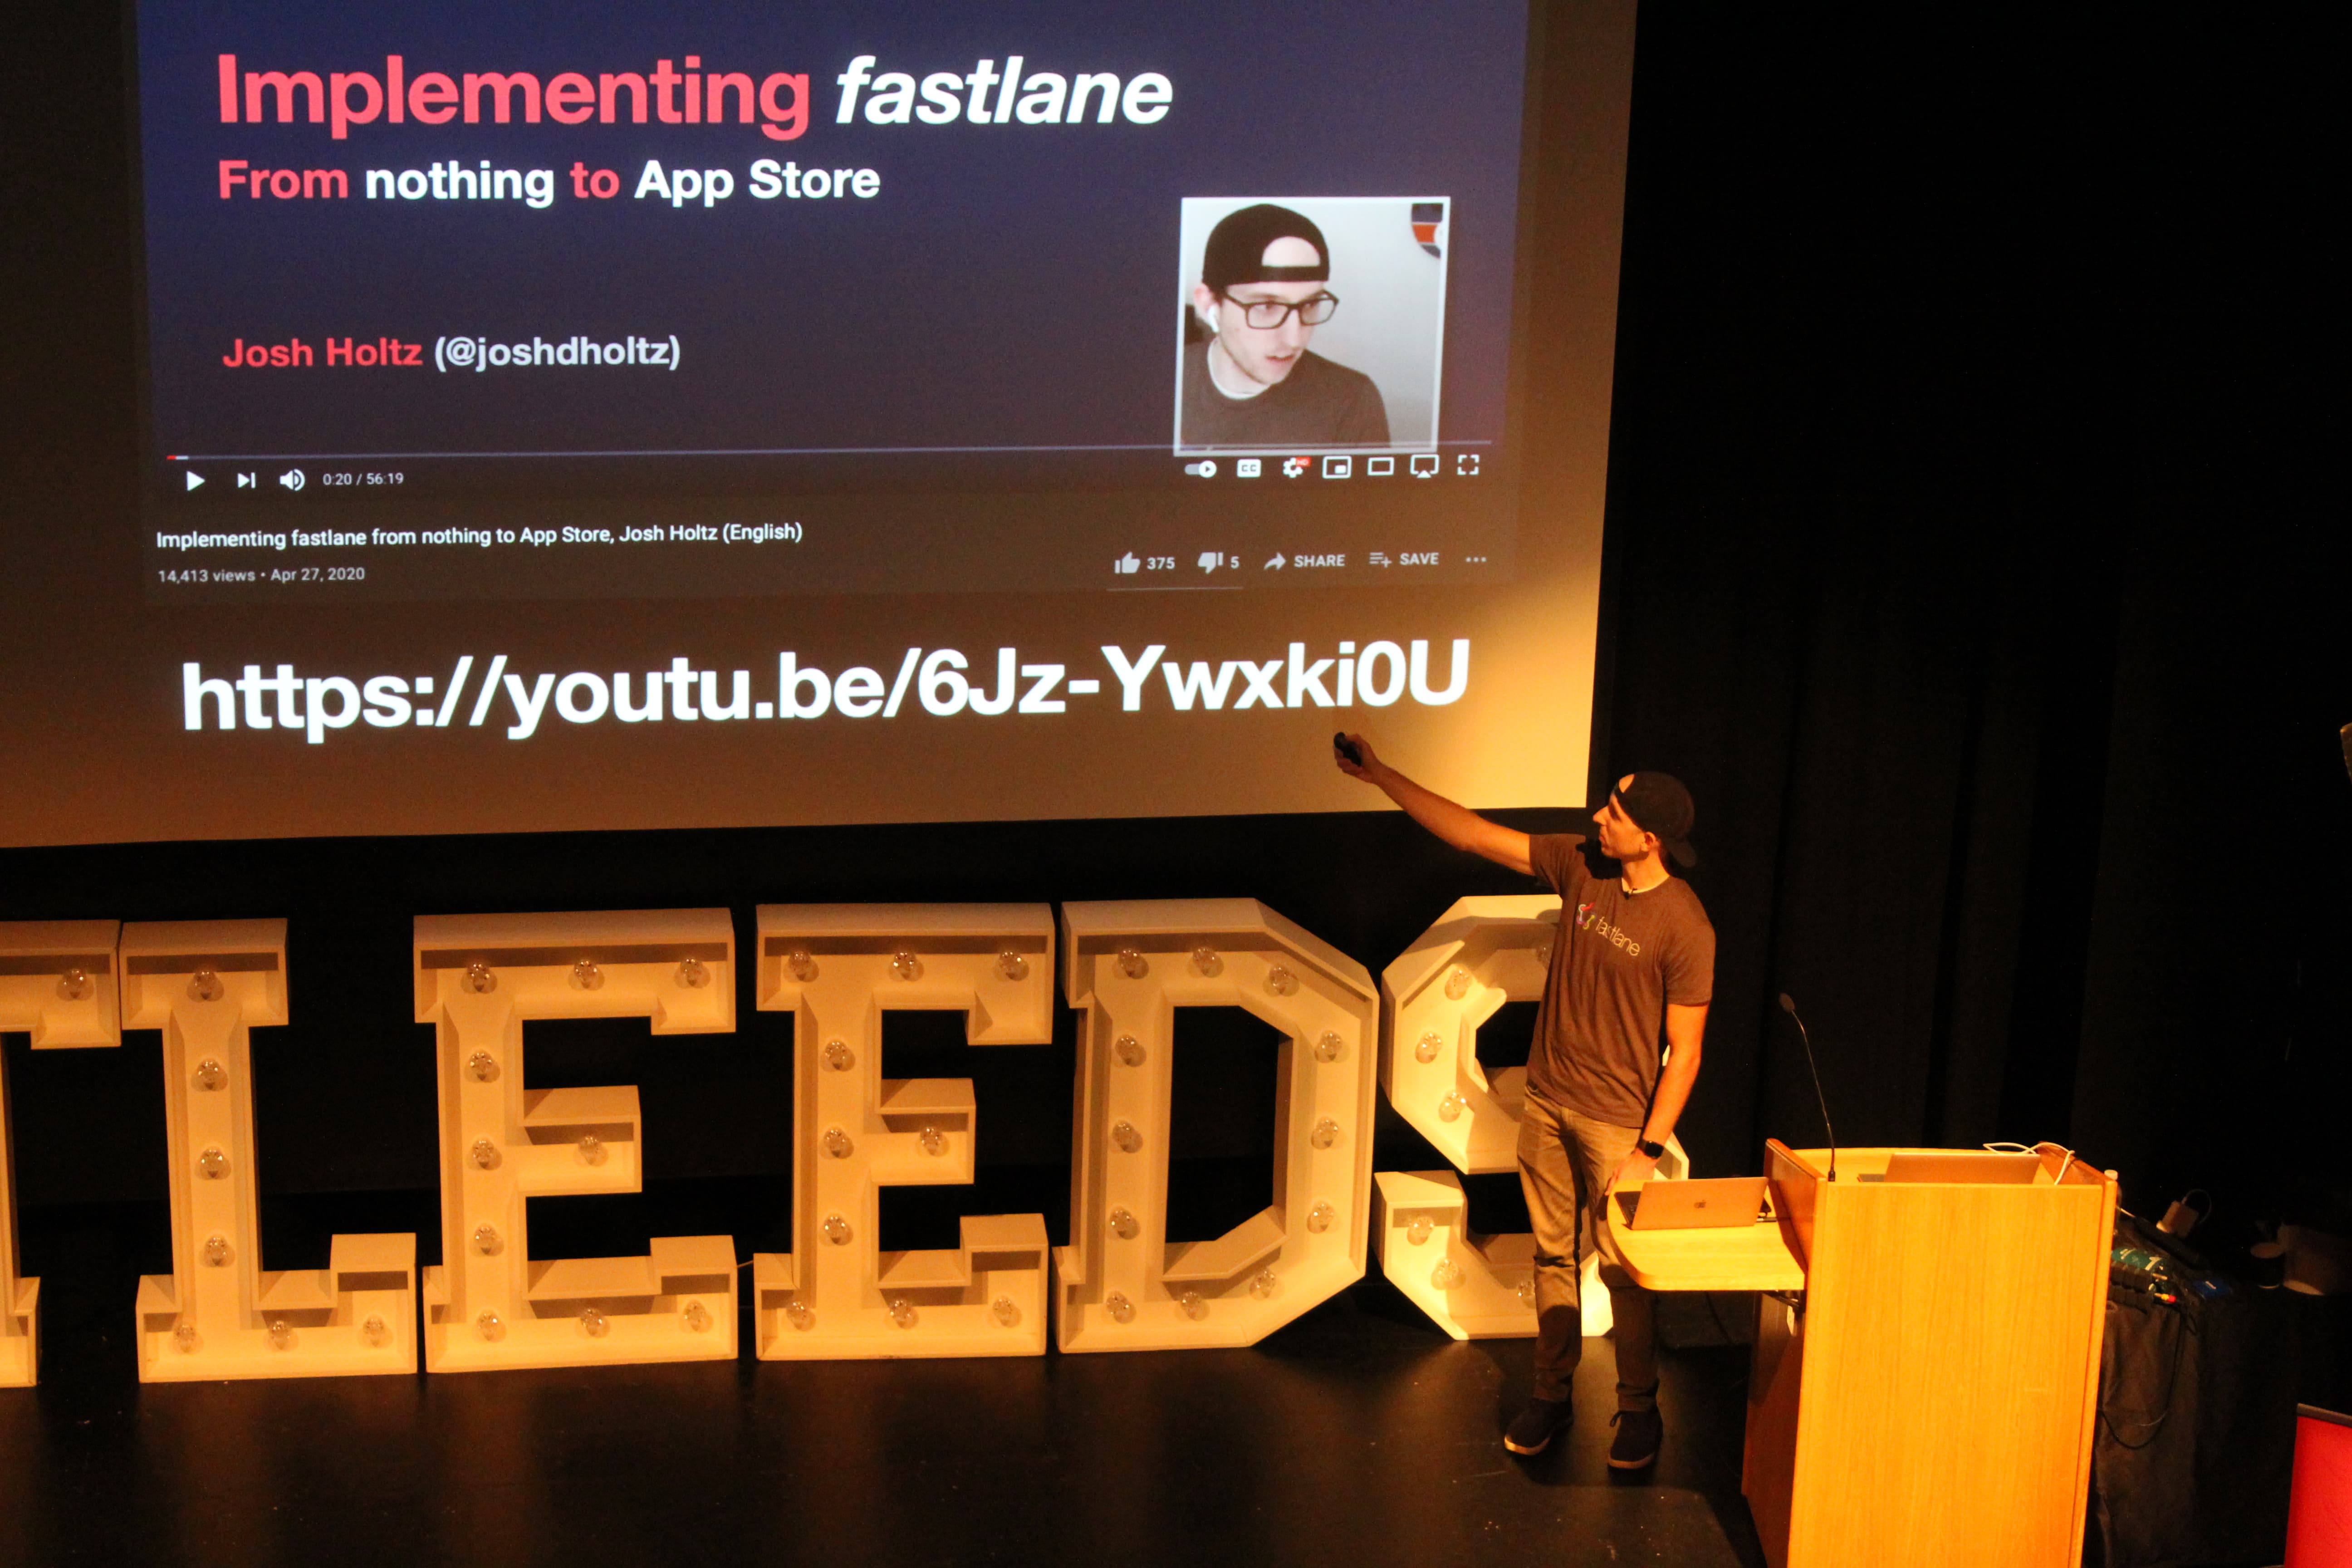 Implementing fastlane
From nothing to App Store
Josh Holtz (@joshdholtz)
0:20 / 56:19
CC
HD
Implementing fastlane from nothing to App Store, Josh Holtz (English)
14,413 views • Apr 27, 2020
375
5
SHARE
SAVE
https://youtu.be/6Jz-Ywxki0U
fastlane
LEEDS